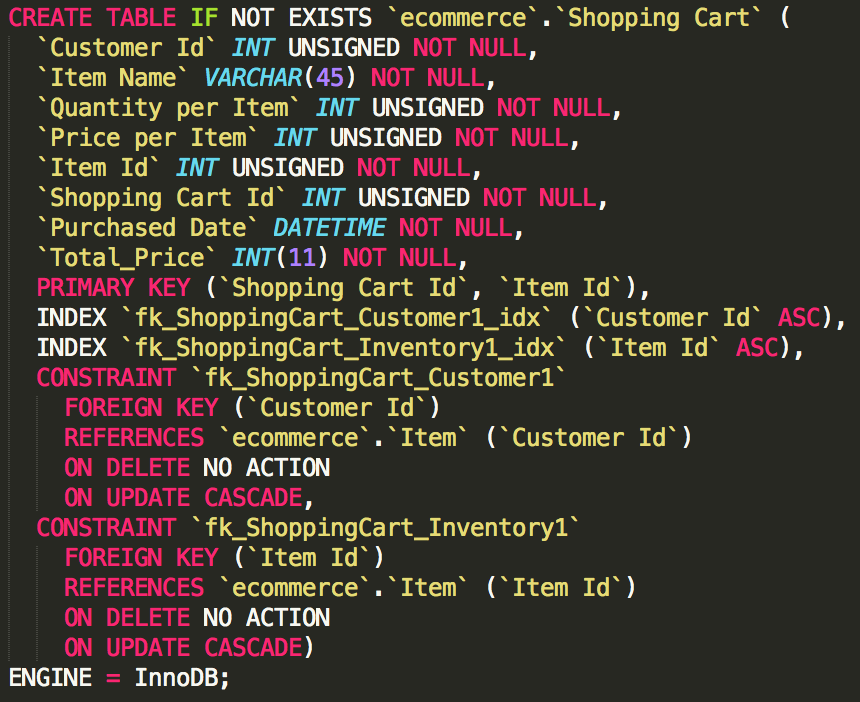 CREATE TABLE IF NOT EXISTS `ecommerce`.`Shopping Cart` (
`Customer Id` INT UNSIGNED NOT NULL,
`Item Name` VARCHAR(45) NOT NULL,
`Quantity per Item` INT UNSIGNED NOT NULL,
`Price per Item` INT UNSIGNED NOT NULL,
`Item Id` INT UNSIGNED NOT NULL,
`Shopping Cart Id` INT UNSIGNED NOT NULL,
`Purchased Date` DATETIME NOT NULL,
`Total_Price` INT(11) NOT NULL,
PRIMARY KEY (`Shopping Cart Id`, `Item Id`),
INDEX `fk_ShoppingCart_Customer1_idx` (`Customer Id` ASC),
INDEX `fk_ShoppingCart_Inventory1_idx` (`Item Id` ASC),
CONSTRAINT `fk_ShoppingCart_Customer1`
FOREIGN KEY (`Customer Id`)
REFERENCES `ecommerce`.`Item` (`Customer Id`)
ON DELETE NO ACTION
ON UPDATE CASCADE,
CONSTRAINT `fk_ShoppingCart_Inventory1`
FOREIGN KEY (`Item Id`)
REFERENCES `ecommerce`.`Item` (`Item Id`)
ON DELETE NO ACTION
ON UPDATE CASCADE)
ENGINE = InnoDB;